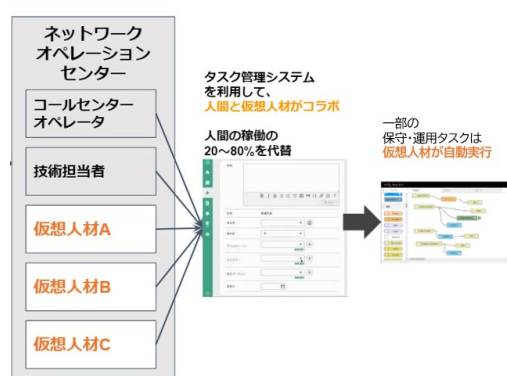 ネットワーク
オペレーション
センター
コールセンター
オペレータ
技術担当者
仮想人材A
仮想人材B
仮想人材C
タスク管理システム
を利用して、
人間と仮想人材がコラボ
人間の稼働の
20～80%を代替
一部の
保守・運用タスクは
仮想人材が自動実行